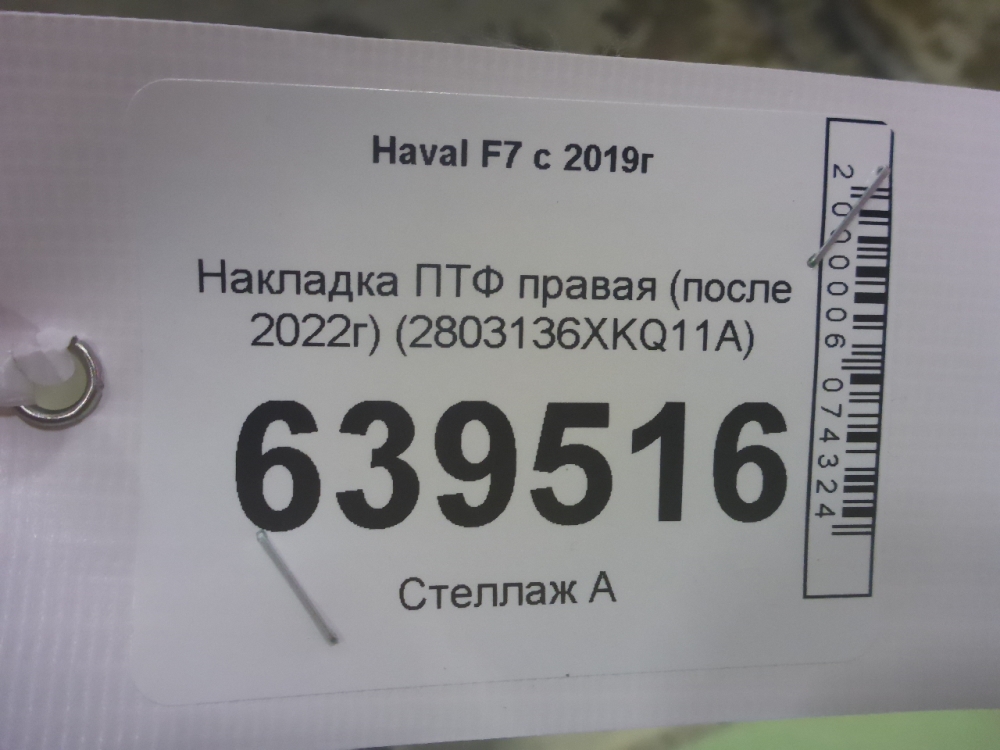 Haval F7 с 2019г
Накладка ПТФ правая (после
2022г) (2803136XKQ11A)
639516
Стеллаж А
2000006074324